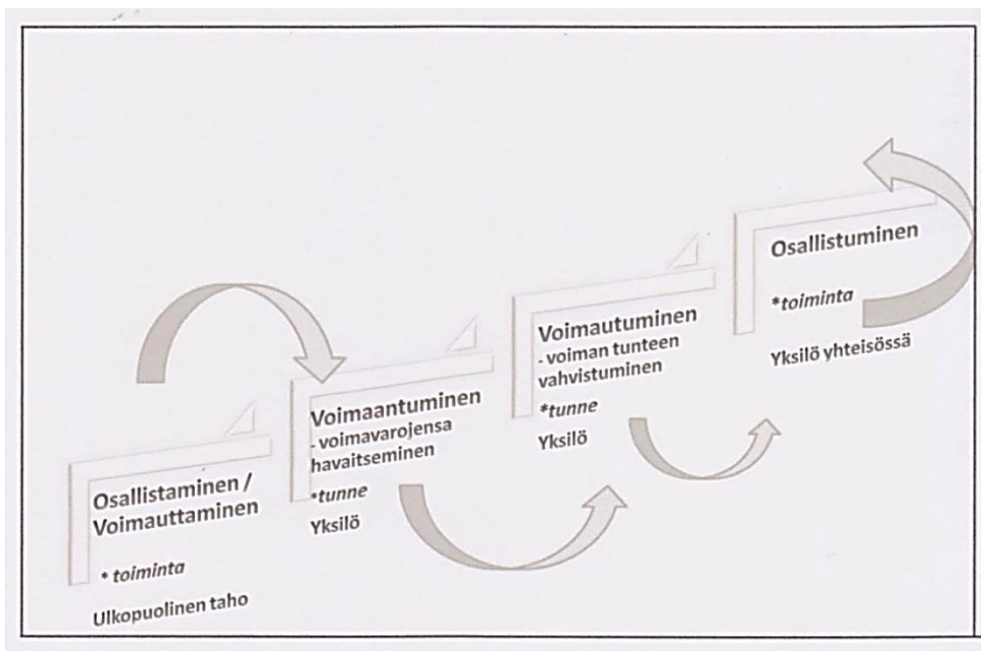 Osallistaminen /
Voimauttaminen
* toiminta
Ulkopuolinen taho
Voimaantuminen
- voimavarojensa
havaitseminen
*tunne
Yksilö
Voimautuminen
- voiman tunteen
vahvistuminen
*tunne
Yksilö
Osallistuminen
*toiminta
Yksilö yhteisössä